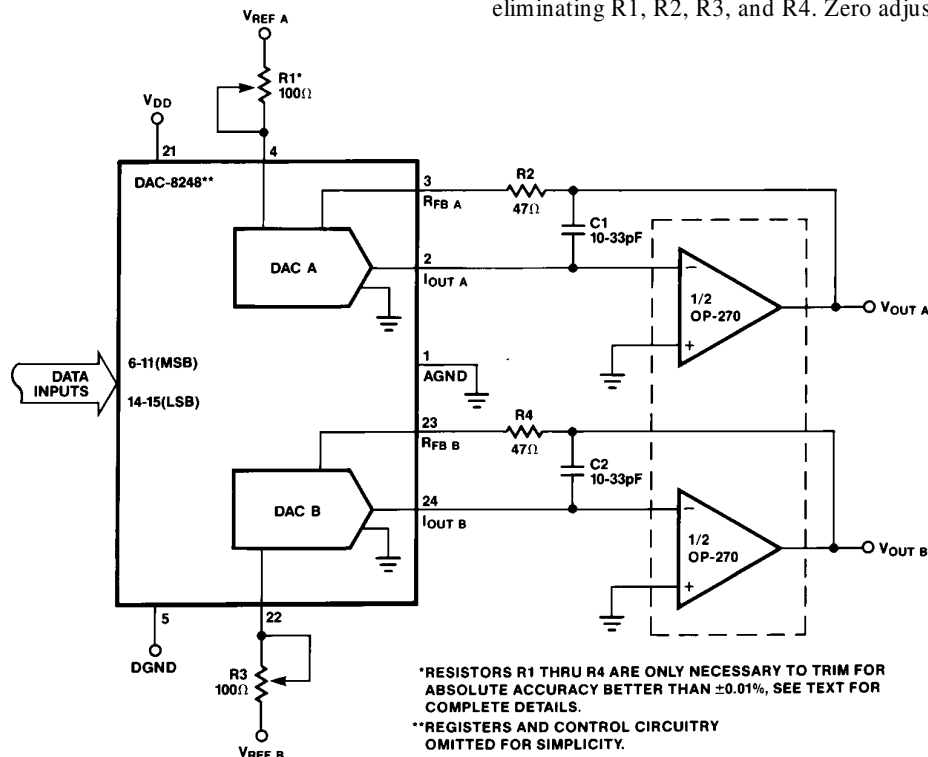 eliminating R1, R2, R3, and R4. Zero adjus
VREF A
R1*
100Ω
VDD
21
4
DAC-8248**
3
RFB A
R2
47Ω
C1
10-33pF
DAC A
2
IOUT A
−
1/2
OP-270
+
VOUT A
1
AGND
DATA
INPUTS
6-11(MSB)
14-15(LSB)
23
RFB B
R4
47Ω
C2
10-33pF
DAC B
24
IOUT B
−
1/2
OP-270
+
VOUT B
5
DGND
22
R3
100Ω
VREF B
*RESISTORS R1 THRU R4 ARE ONLY NECESSARY TO TRIM FOR
ABSOLUTE ACCURACY BETTER THAN ±0.01%, SEE TEXT FOR
COMPLETE DETAILS.
**REGISTERS AND CONTROL CIRCUITRY
OMITTED FOR SIMPLICITY.